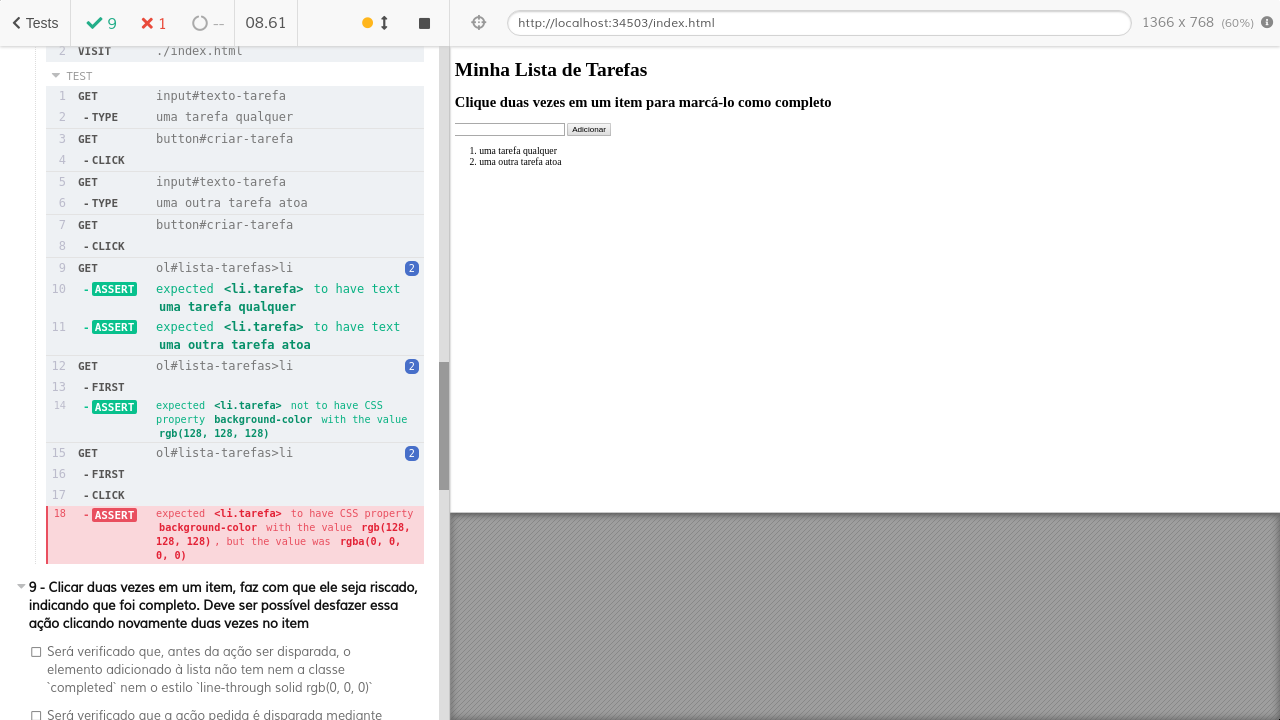 Tests
9
1
--
08.61
http://localhost:34503/index.html
1366 x 768 (60%)
2 VISIT ./index.html
TEST
1 GET input#texto-tarefa
2 - TYPE uma tarefa qualquer
3 GET button#criar-tarefa
4 - CLICK
5 GET input#texto-tarefa
6 - TYPE uma outra tarefa atoa
7 GET button#criar-tarefa
8 - CLICK
9 GET ol#lista-tarefas>li 2
10 - ASSERT expected <li.tarefa> to have text
uma tarefa qualquer
11 - ASSERT expected <li.tarefa> to have text
uma outra tarefa atoa
12 GET ol#lista-tarefas>li 2
13 - FIRST
14 - ASSERT expected <li.tarefa> not to have CSS
property background-color with the value
rgb(128, 128, 128)
15 GET ol#lista-tarefas>li 2
16 - FIRST
17 - CLICK
18 - ASSERT expected <li.tarefa> to have CSS property
background-color with the value rgb(128,
128, 128) , but the value was rgba(0, 0,
0, 0)
9 - Clicar duas vezes em um item, faz com que ele seja riscado,
indicando que foi completo. Deve ser possível desfazer essa
ação clicando novamente duas vezes no item
Será verificado que, antes da ação ser disparada, o
elemento adicionado à lista não tem nem a classe
`completed` nem o estilo `line-through solid rgb(0, 0, 0)`
Será verificado que a ação pedida é disparada mediante
Minha Lista de Tarefas
Clique duas vezes em um item para marcá-lo como completo
Adicionar
1. uma tarefa qualquer
2. uma outra tarefa atoa